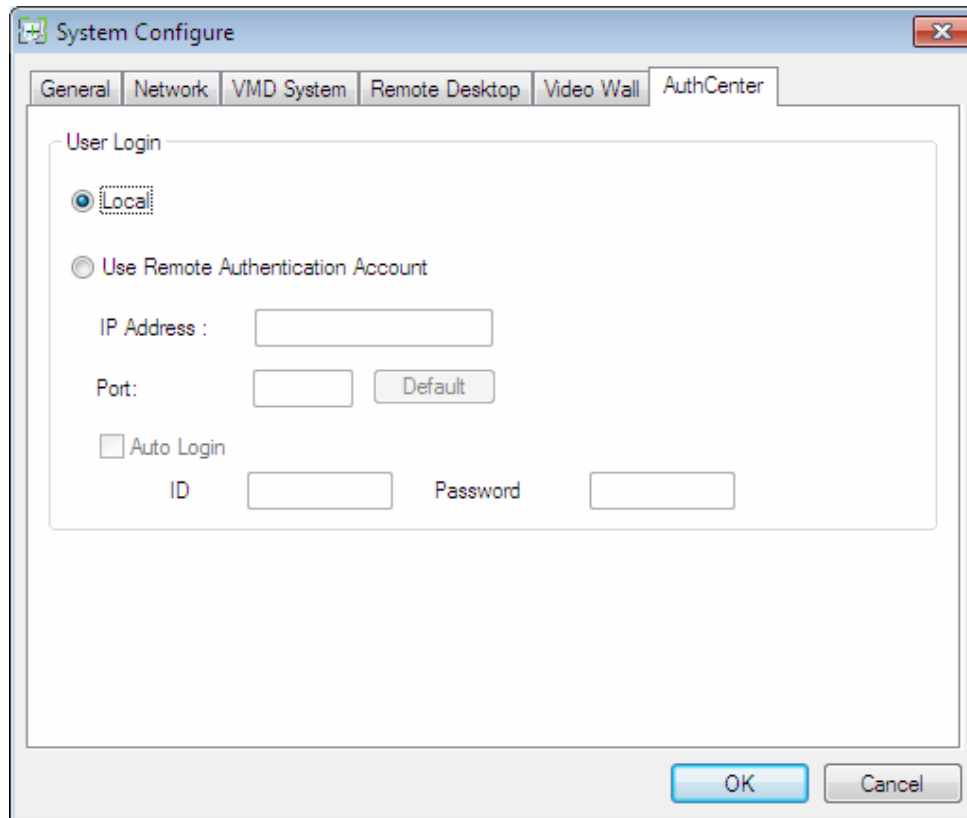 System Configure
General Network VMD System Remote Desktop Video Wall AuthCenter
User Login
Local
Use Remote Authentication Account
IP Address :
Port: Default
Auto Login
ID Password
OK Cancel